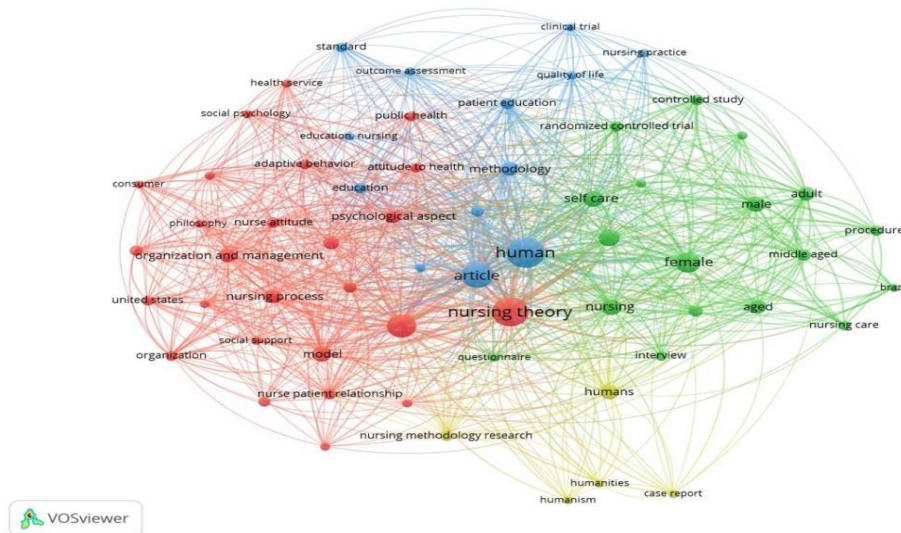 clinical trial
standard
nursing practice
outcome assessment
quality of life
health service
controlled study
patient education
social psychology
public health
randomized controlled trial
education, nursing
adaptive behavior
attitude to health
methodology
consumer
education
self care
adult
male
psychological aspect
philosophy
nurse attitude
procedure
human
organization and management
middle aged
female
article
united states
nursing process
nursing
aged
nursing theory
nursing care
social support
organization
model
questionnaire
interview
nurse patient relationship
humans
nursing methodology research
humanities
case report
humanism
VOSviewer